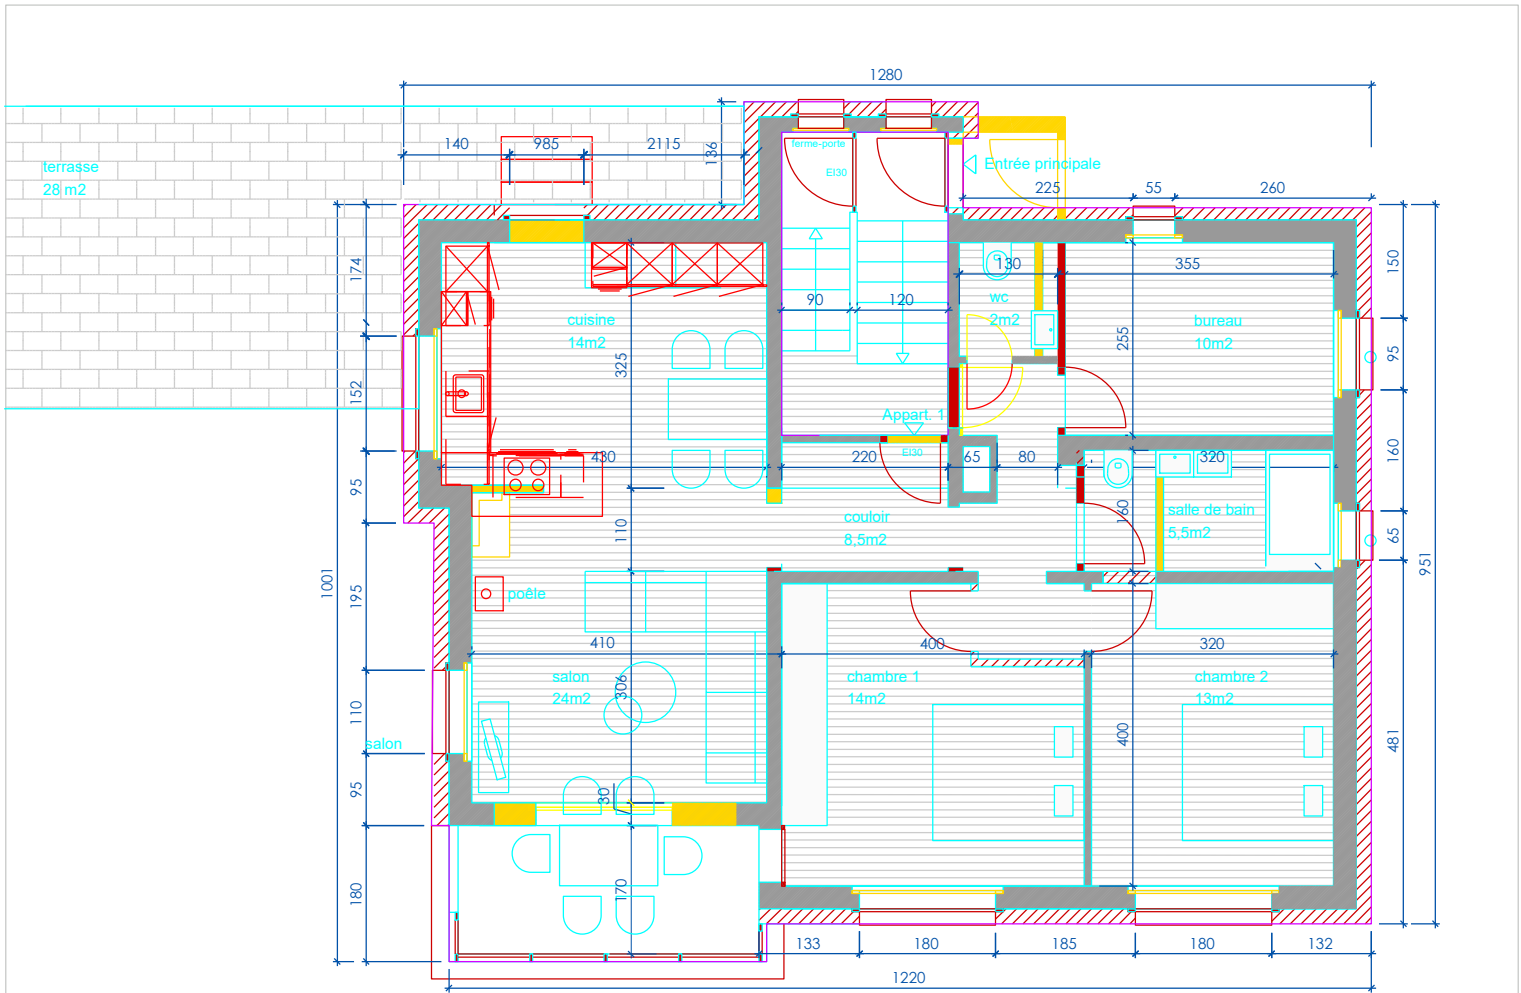 1280
140
985
2115
136
ferme-porte
EI30
Entrée principale
225
55
260
terrasse
28 m2
174
130
355
150
90
120
wc
2m2
cuisine
14m2
bureau
10m2
325
255
95
152
Appart. 1
EI30
430
220
65
80
320
160
95
couloir
8,5m2
110
160
salle de bain
5,5m2
65
951
1001
195
poêle
410
400
320
salon
24m2
306
chambre 1
14m2
chambre 2
13m2
110
salon
400
481
95
30
180
170
133
180
185
180
132
1220